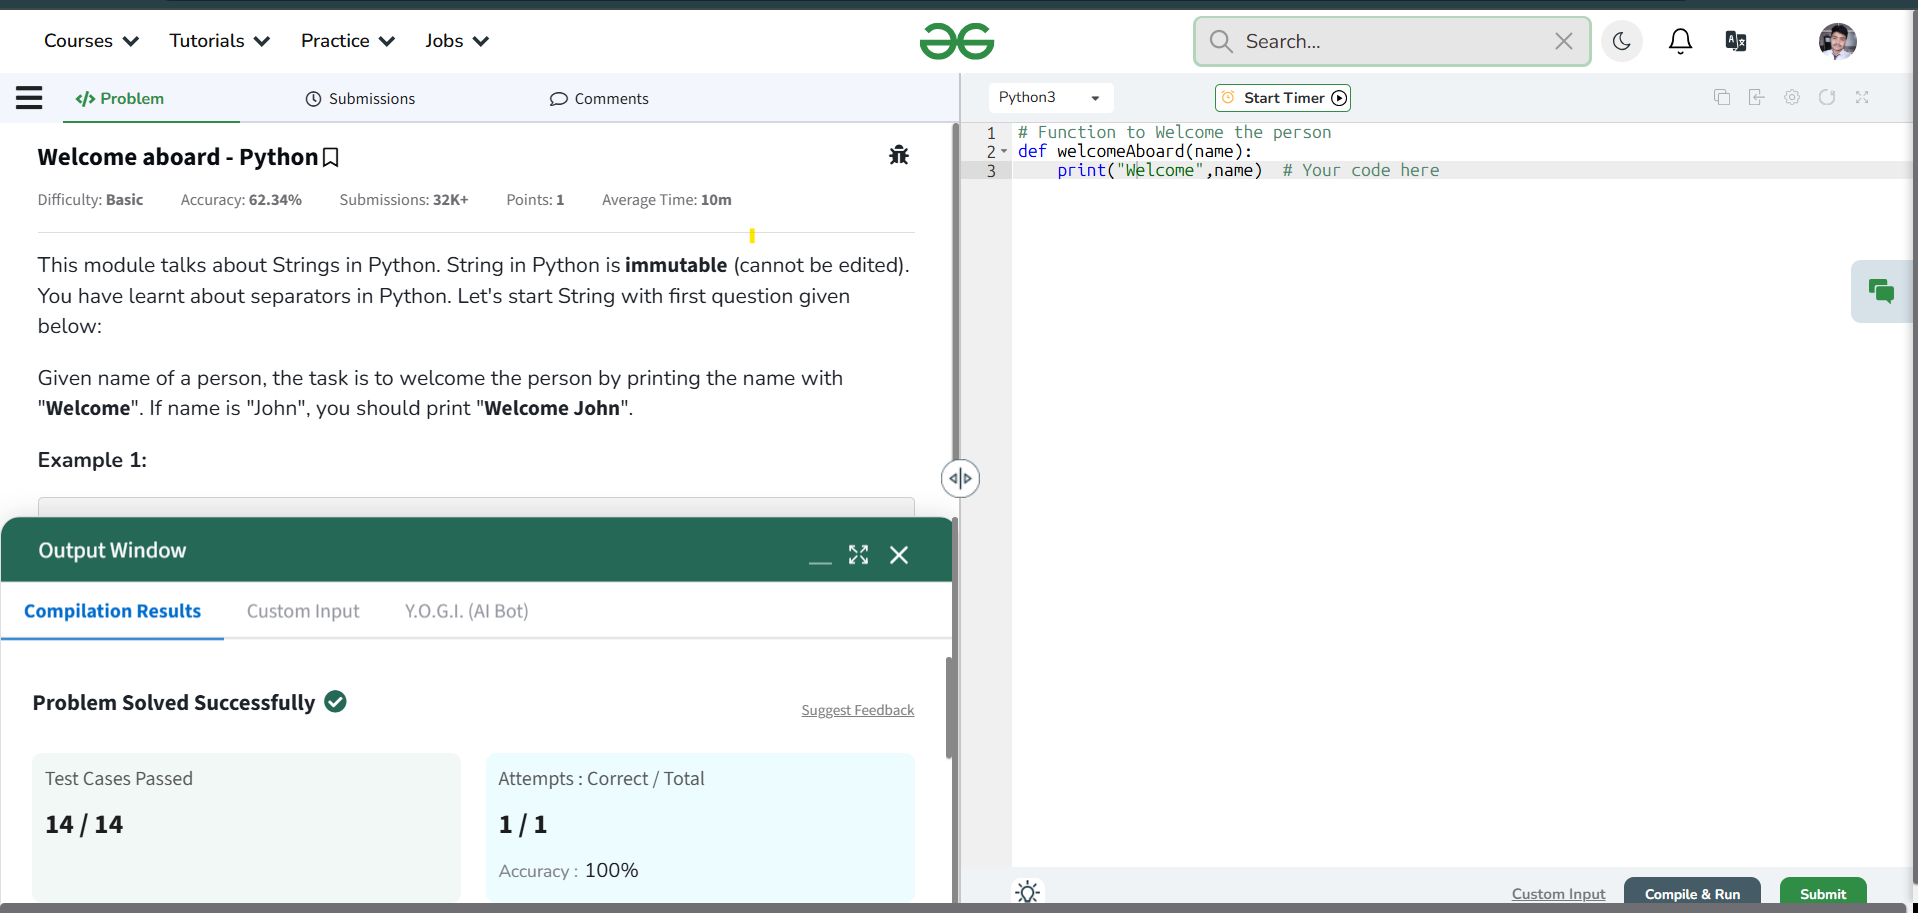 Courses Tutorials Practice Jobs Search...
Problem Submissions Comments
Python3 Start Timer
Welcome aboard - Python
Difficulty: Basic Accuracy: 62.34% Submissions: 32K+ Points: 1 Average Time: 10m
This module talks about Strings in Python. String in Python is immutable (cannot be edited).
You have learnt about separators in Python. Let's start String with first question given
below:
Given name of a person, the task is to welcome the person by printing the name with
"Welcome". If name is "John", you should print "Welcome John".
Example 1:
1 # Function to Welcome the person
2 def welcomeAboard(name):
3 print("Welcome",name) # Your code here
Output Window
Compilation Results Custom Input Y.O.G.I. (AI Bot)
Problem Solved Successfully
Suggest Feedback
Test Cases Passed
14 / 14
Attempts : Correct / Total
1 / 1
Accuracy : 100%
Custom Input Compile & Run Submit